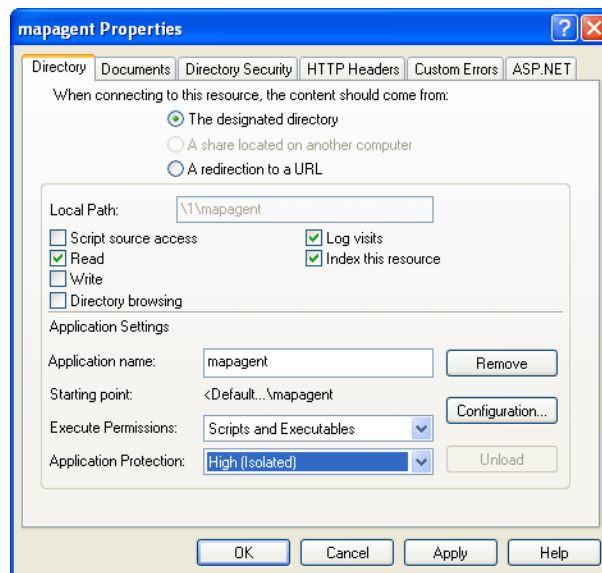 mapagent Properties
Directory Documents Directory Security HTTP Headers Custom Errors ASP.NET
When connecting to this resource, the content should come from:
The designated directory
A share located on another computer
A redirection to a URL
Local Path: \1\mapagent
Script source access Log visits
Read Index this resource
Write
Directory browsing
Application Settings
Application name: mapagent Remove
Starting point: <Default...\mapagent
Configuration...
Execute Permissions: Scripts and Executables
Application Protection: High (Isolated) Unload
OK Cancel Apply Help